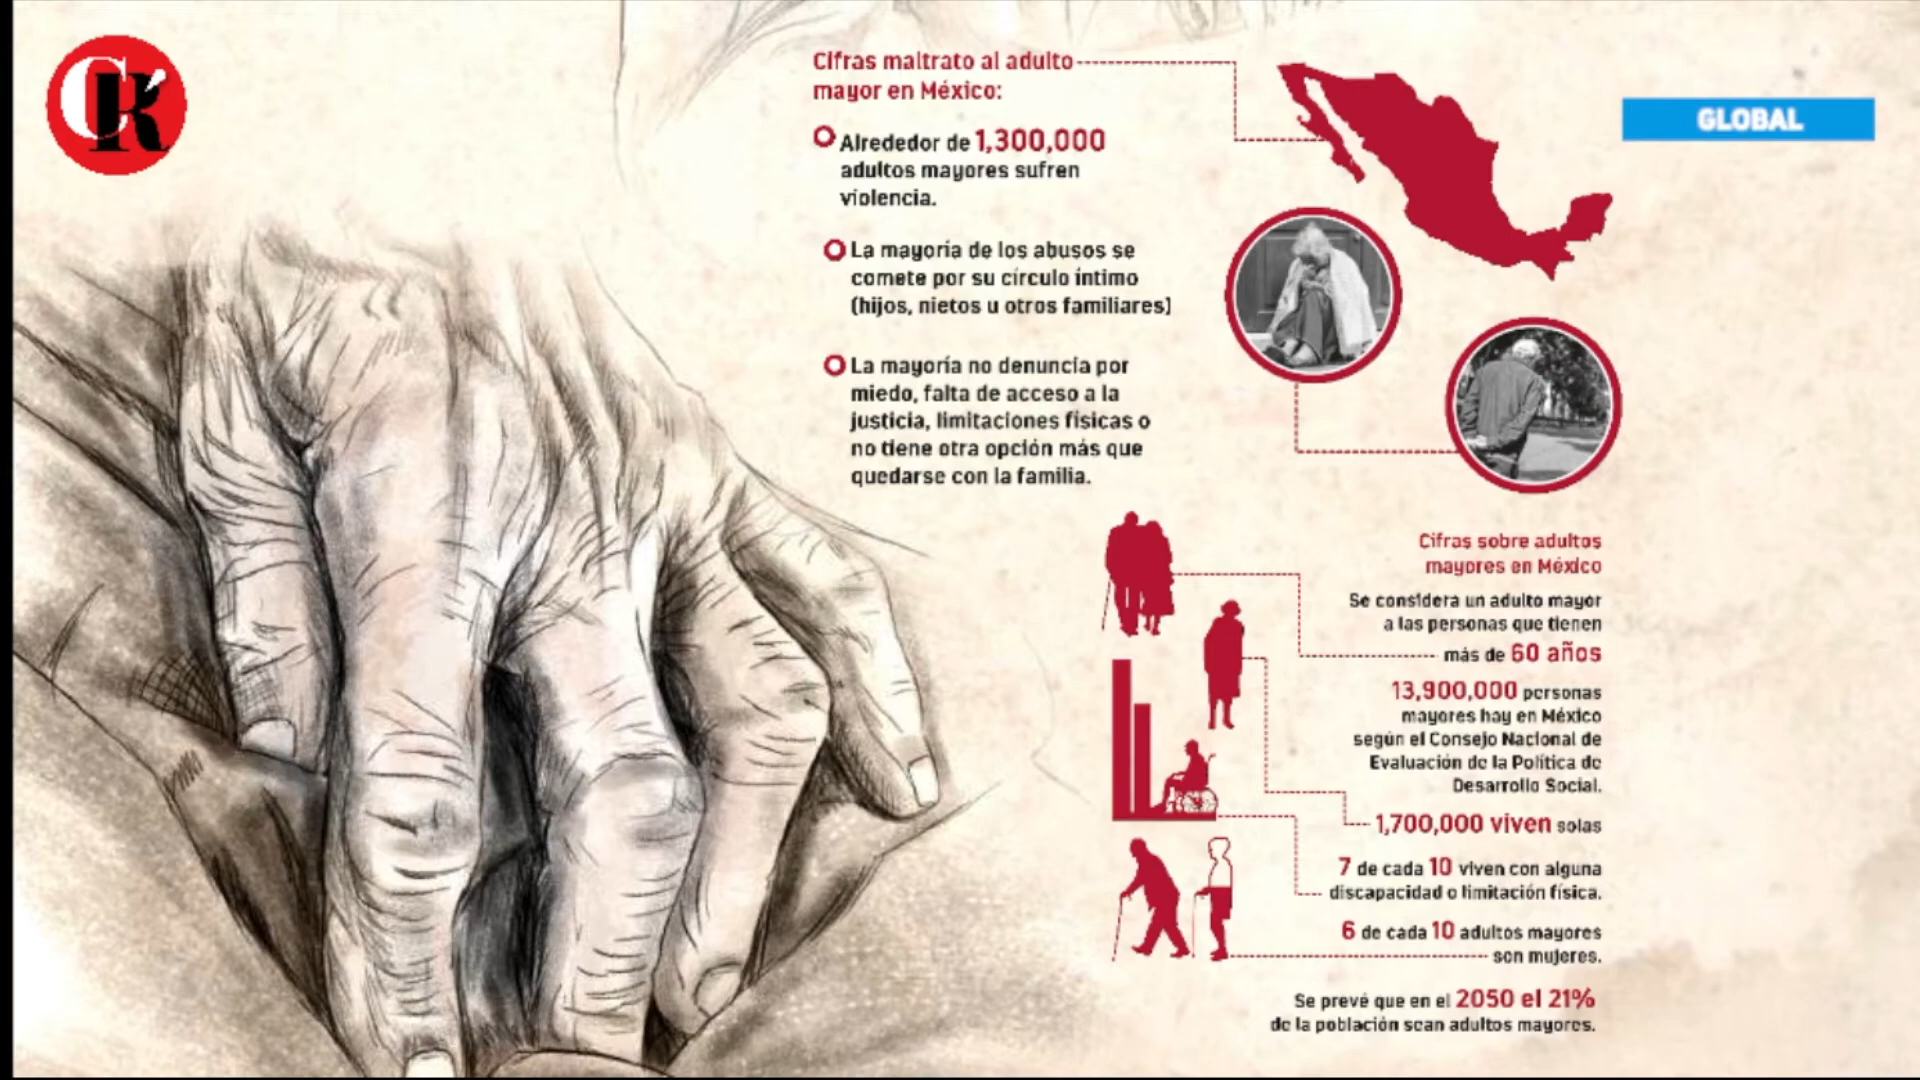 CK
GLOBAL
Cifras maltrato al adulto
mayor en México:
Alrededor de 1,300,000
adultos mayores sufren
violencia.
La mayoría de los abusos se
comete por su círculo íntimo
(hijos, nietos u otros familiares)
La mayoría no denuncia por
miedo, falta de acceso a la
justicia, limitaciones físicas o
no tiene otra opción más que
quedarse con la familia.
Cifras sobre adultos
mayores en México
Se considera un adulto mayor
a las personas que tienen
más de 60 años
13,900,000 personas
mayores hay en México
según el Consejo Nacional de
Evaluación de la Política de
Desarrollo Social.
1,700,000 viven solas
7 de cada 10 viven con alguna
discapacidad o limitación física.
6 de cada 10 adultos mayores
son mujeres.
Se prevé que en el 2050 el 21%
de la población sean adultos mayores.